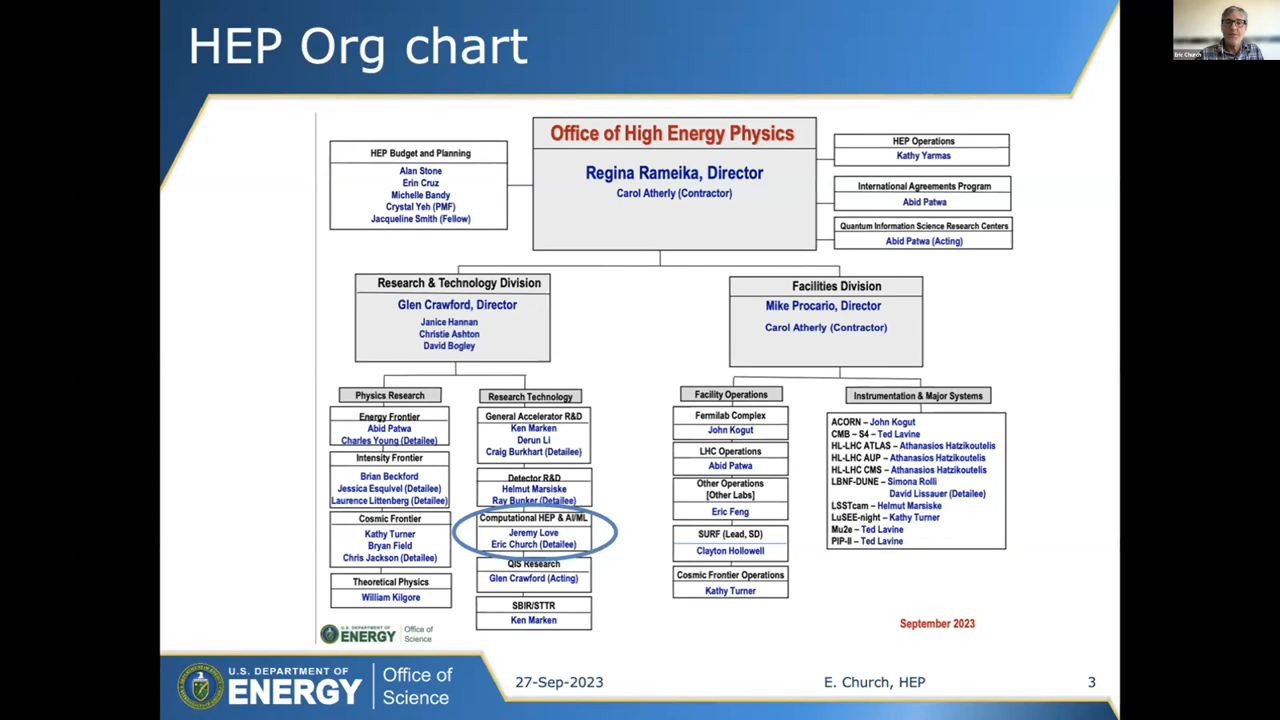 HEP Org chart
Eric Church
Office of High Energy Physics
Regina Rameika, Director
Carol Atherly (Contractor)
HEP Budget and Planning
Alan Stone
Erin Cruz
Michelle Bandy
Crystal Yeh (PMF)
Jacqueline Smith (Fellow)
HEP Operations
Kathy Yarmas
International Agreements Program
Abid Patwa
Quantum Information Science Research Centers
Abid Patwa (Acting)
Research & Technology Division
Glen Crawford, Director
Janice Hannan
Christie Ashton
David Bogley
Facilities Division
Mike Procario, Director
Carol Atherly (Contractor)
Physics Research
Energy Frontier
Abid Patwa
Charles Young (Detailee)
Intensity Frontier
Brian Beckford
Jessica Esquivel (Detailee)
Laurence Littenberg (Detailee)
Cosmic Frontier
Kathy Turner
Bryan Field
Chris Jackson (Detailee)
Theoretical Physics
William Kilgore
Research Technology
General Accelerator R&D
Ken Marken
Derun Li
Craig Burkhart (Detailee)
Detector R&D
Helmut Marsiske
Ray Bunker (Detailee)
Computational HEP & AI/ML
Jeremy Love
Eric Church (Detailee)
QIS Research
Glen Crawford (Acting)
SBIR/STTR
Ken Marken
Facility Operations
Fermilab Complex
John Kogut
LHC Operations
Abid Patwa
Other Operations
[Other Labs]
Eric Feng
SURF (Lead, SD)
Clayton Hollowell
Cosmic Frontier Operations
Kathy Turner
Instrumentation & Major Systems
ACORN – John Kogut
CMB – S4 – Ted Lavine
HL-LHC ATLAS – Athanasios Hatzikoutelis
HL-LHC AUP – Athanasios Hatzikoutelis
HL-LHC CMS – Athanasios Hatzikoutelis
LBNF-DUNE – Simona Rolli
David Lissauer (Detailee)
LSSTcam – Helmut Marsiske
LuSEE-night – Kathy Turner
Mu2e – Ted Lavine
PIP-II – Ted Lavine
September 2023
U.S. DEPARTMENT OF
ENERGY
Office of
Science
U.S. DEPARTMENT OF
ENERGY
Office of
Science
27-Sep-2023
E. Church, HEP
3